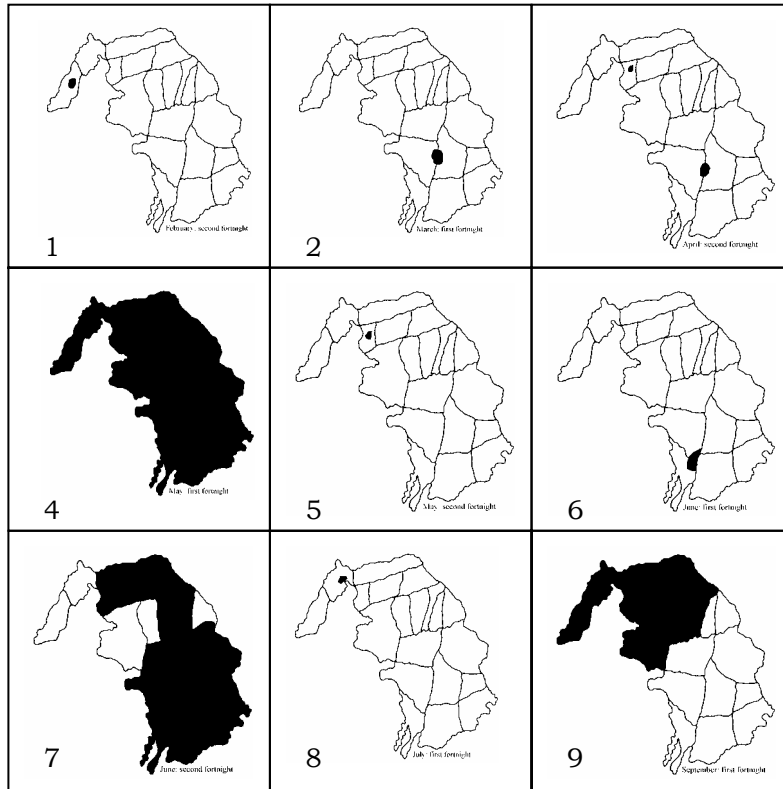 February: second fortnight
1
March: first fortnight
2
April: second fortnight
May: first fortnight
4
May: second fortnight
5
June: first fortnight
6
June: second fortnight
7
July: first fortnight
8
September: first fortnight
9